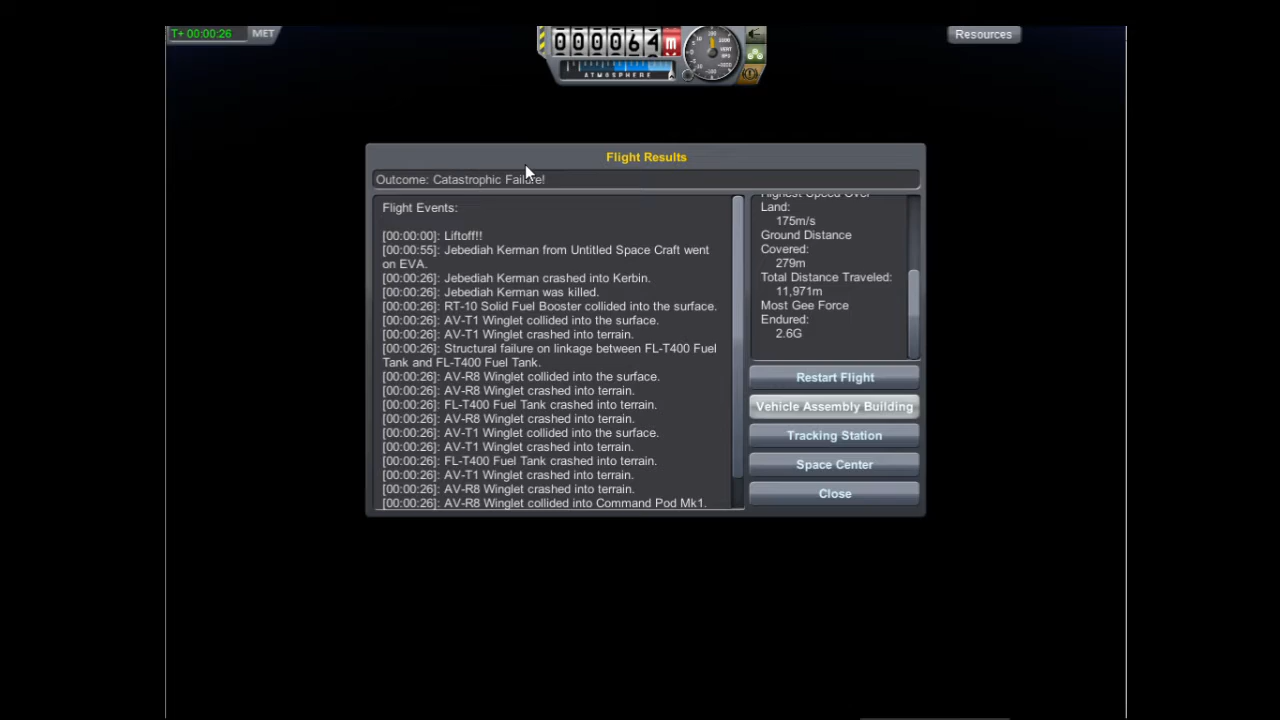 T+ 00:00:26 MET
000064m
Resources
ATMOSPHERE
Flight Results
Outcome: Catastrophic Failure!
Flight Events:
[00:00:00]: Liftoff!!
[00:00:55]: Jebediah Kerman from Untitled Space Craft went
on EVA.
[00:00:26]: Jebediah Kerman crashed into Kerbin.
[00:00:26]: Jebediah Kerman was killed.
[00:00:26]: RT-10 Solid Fuel Booster collided into the surface.
[00:00:26]: AV-T1 Winglet collided into the surface.
[00:00:26]: AV-T1 Winglet crashed into terrain.
[00:00:26]: Structural failure on linkage between FL-T400 Fuel
Tank and FL-T400 Fuel Tank.
[00:00:26]: AV-R8 Winglet collided into the surface.
[00:00:26]: AV-R8 Winglet crashed into terrain.
[00:00:26]: FL-T400 Fuel Tank crashed into terrain.
[00:00:26]: AV-R8 Winglet crashed into terrain.
[00:00:26]: AV-T1 Winglet collided into the surface.
[00:00:26]: AV-T1 Winglet crashed into terrain.
[00:00:26]: FL-T400 Fuel Tank crashed into terrain.
[00:00:26]: AV-T1 Winglet crashed into terrain.
[00:00:26]: AV-R8 Winglet crashed into terrain.
[00:00:26]: AV-R8 Winglet collided into Command Pod Mk1.
Highest Speed Over
Land:
175m/s
Ground Distance
Covered:
279m
Total Distance Traveled:
11,971m
Most Gee Force
Endured:
2.6G
Restart Flight
Vehicle Assembly Building
Tracking Station
Space Center
Close